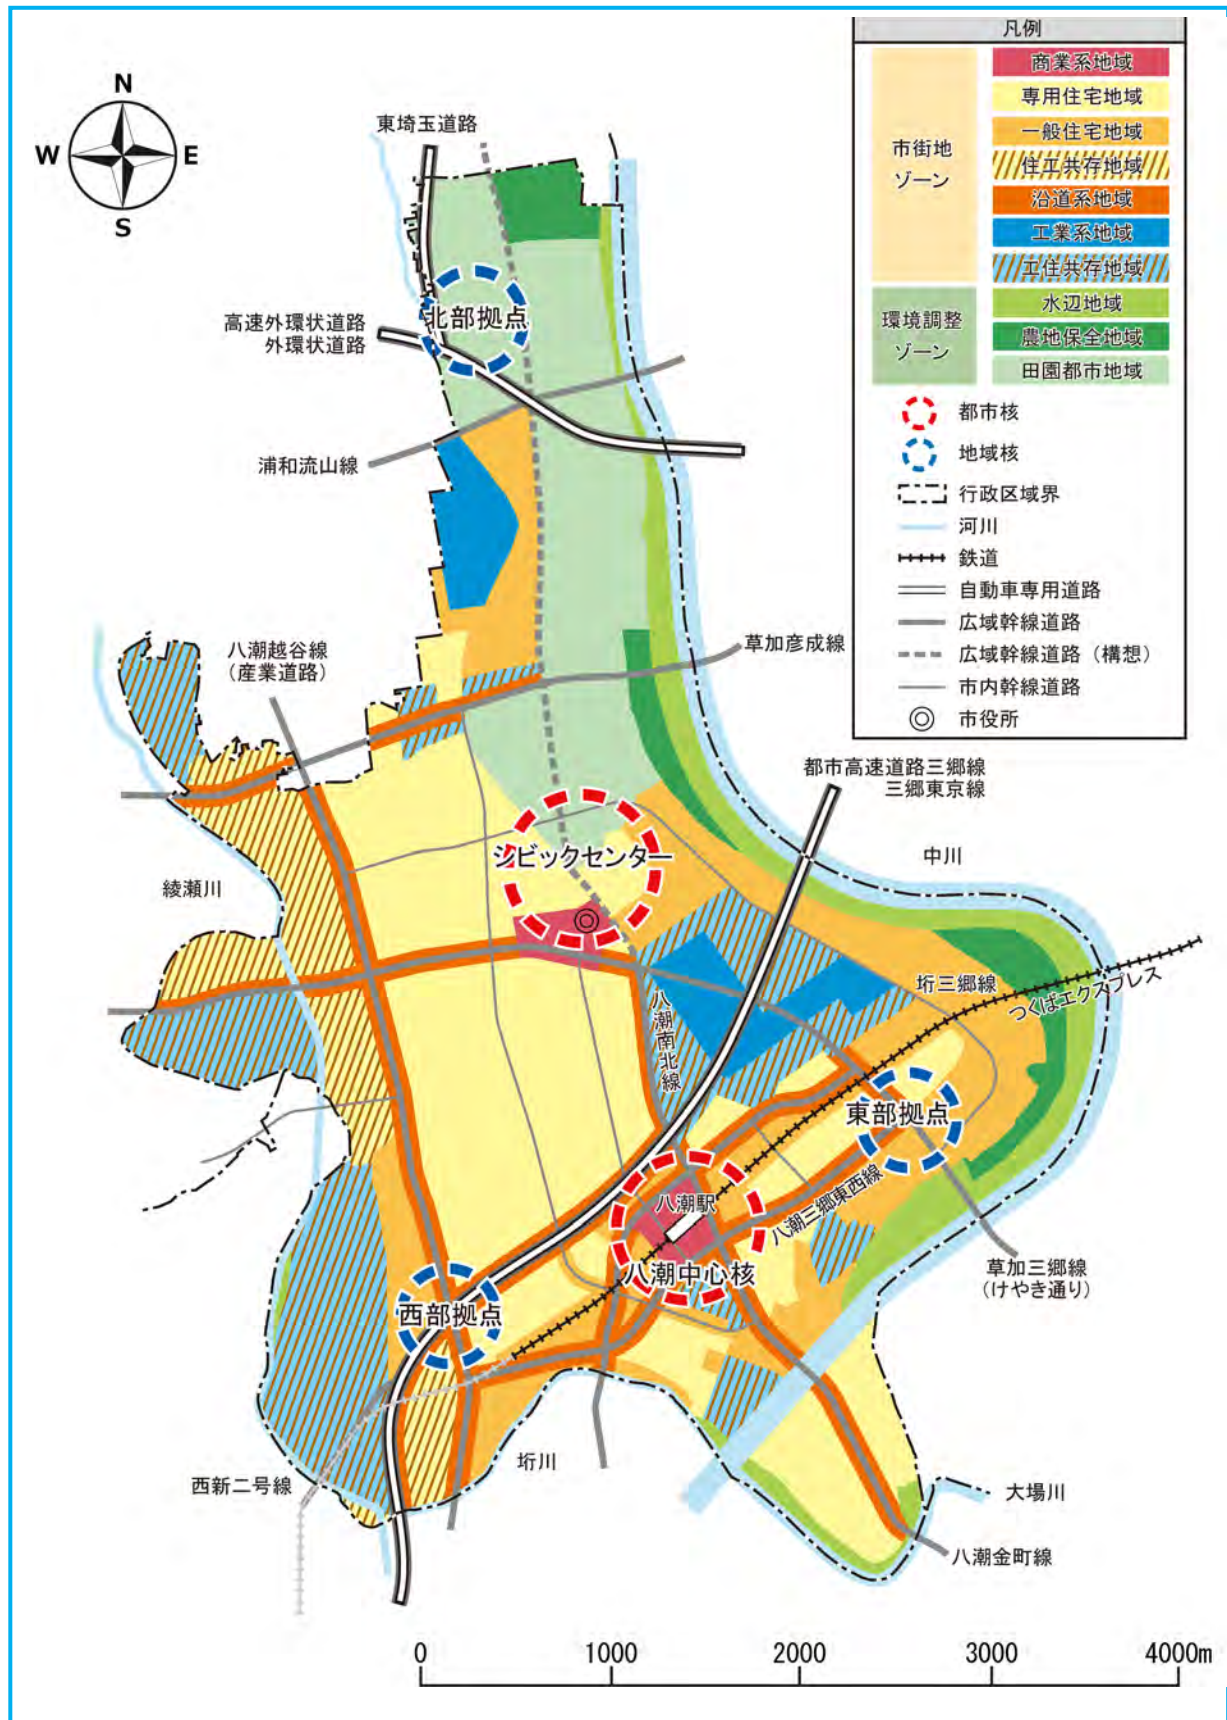 凡例
市街地
ゾーン
商業系地域
専用住宅地域
一般住宅地域
住工共存地域
沿道系地域
工業系地域
工住共存地域
環境調整
ゾーン
水辺地域
農地保全地域
田園都市地域
都市核
地域核
行政区域界
河川
鉄道
自動車専用道路
広域幹線道路
広域幹線道路（構想）
市内幹線道路
市役所
N
W
E
S
東埼玉道路
北部拠点
高速外環状道路
外環状道路
浦和流山線
八潮越谷線
（産業道路）
草加彦成線
都市高速道路三郷線
三郷東京線
シビックセンター
中川
綾瀬川
八潮南北線
垳三郷線
つくばエクスプレス
東部拠点
八潮駅
八潮三郷東西線
八潮中心核
草加三郷線
（けやき通り）
西部拠点
西新二号線
垳川
大場川
八潮金町線
0
1000
2000
3000
4000m